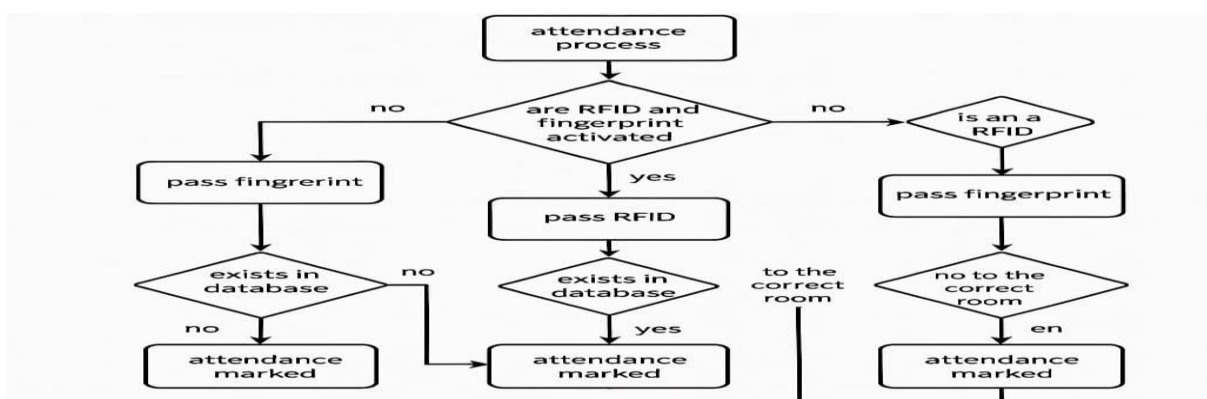 attendance
process
no
are RFID and
fingerprint
activated
no
is an a
RFID
pass fingrerint
yes
pass RFID
pass fingerprint
exists in
database
no
exists in
database
to the
correct
room
no to the
correct
room
no
yes
en
attendance
marked
attendance
marked
attendance
marked